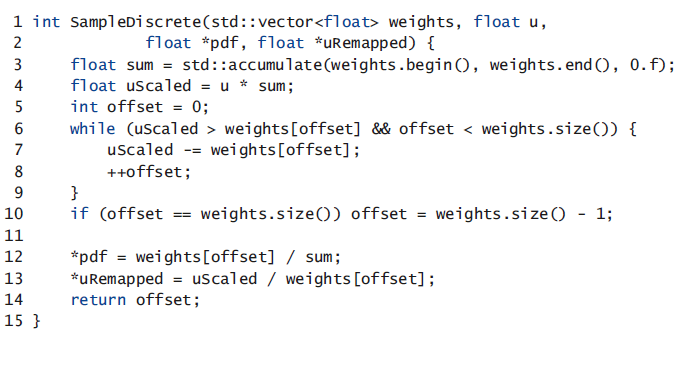 1 int SampleDiscrete(std::vector<float> weights, float u,
2             float *pdf, float *uRemapped) {
3     float sum = std::accumulate(weights.begin(), weights.end(), 0.f);
4     float uScaled = u * sum;
5     int offset = 0;
6     while (uScaled > weights[offset] && offset < weights.size()) {
7         uScaled -= weights[offset];
8         ++offset;
9     }
10     if (offset == weights.size()) offset = weights.size() - 1;
11
12     *pdf = weights[offset] / sum;
13     *uRemapped = uScaled / weights[offset];
14     return offset;
15 }